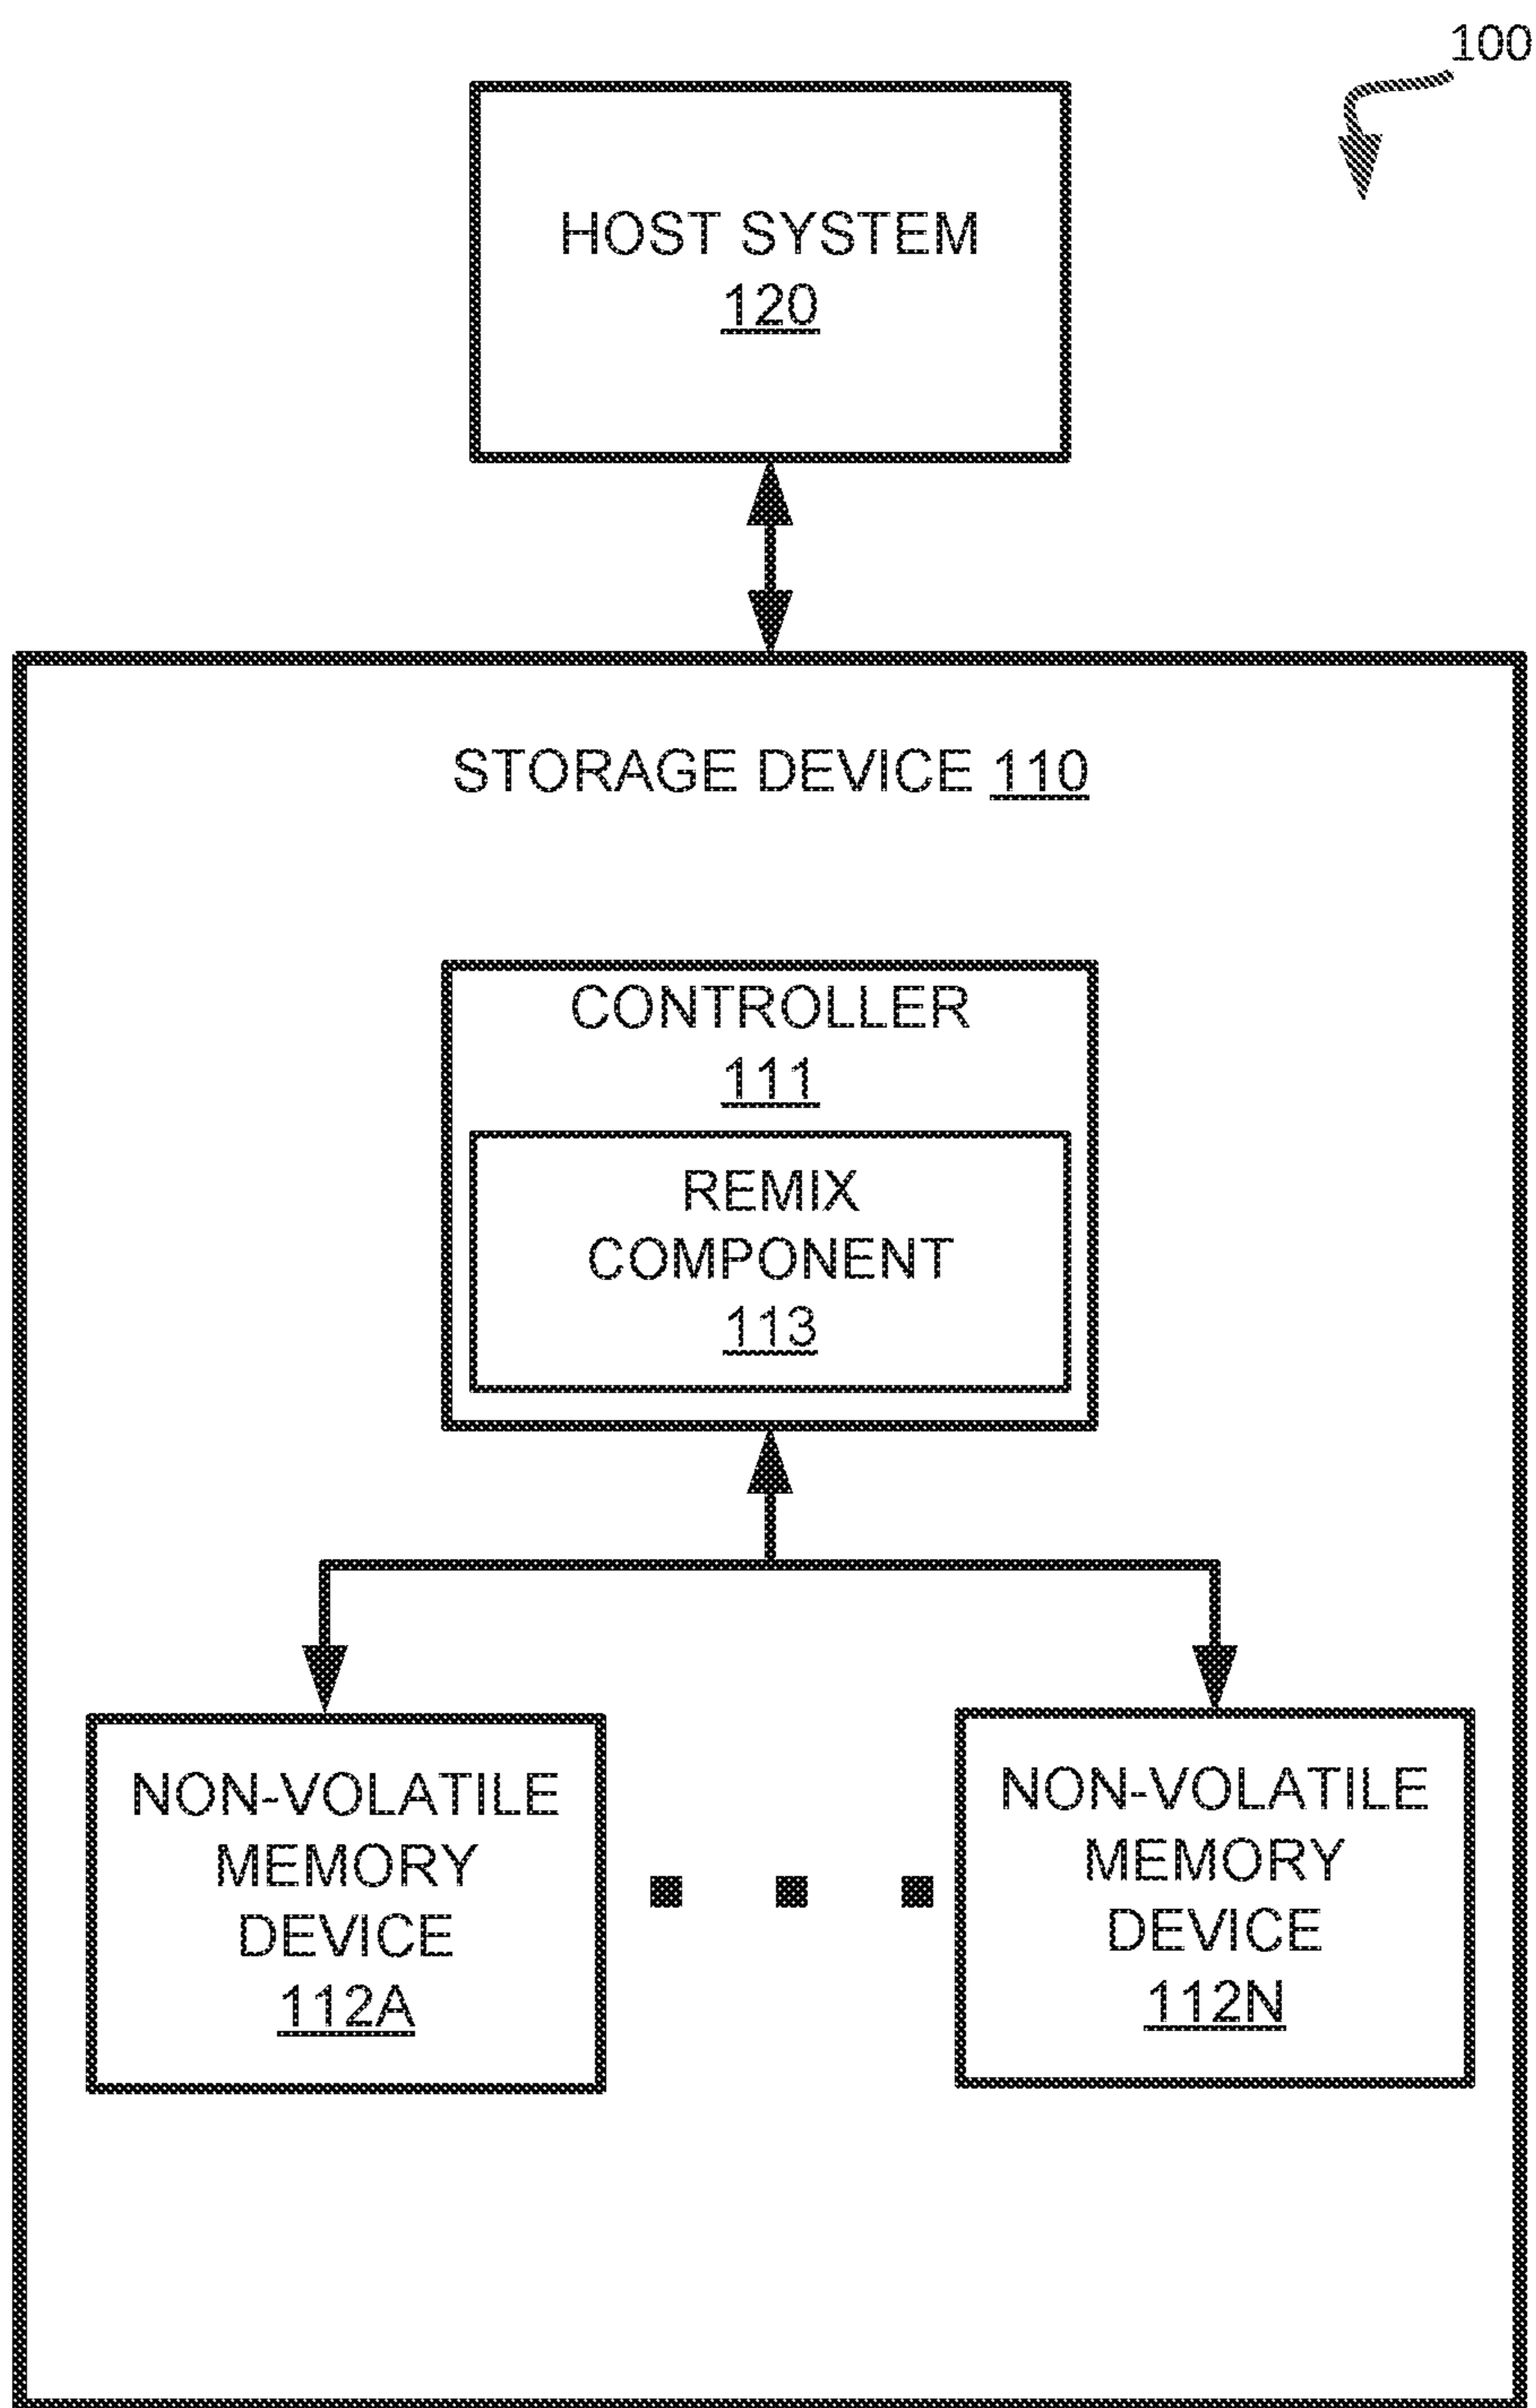 100
HOST SYSTEM
120
STORAGE DEVICE 110
CONTROLLER
111
REMIX
COMPONENT
113
NON-VOLATILE
MEMORY
DEVICE
112A
NON-VOLATILE
MEMORY
DEVICE
112N